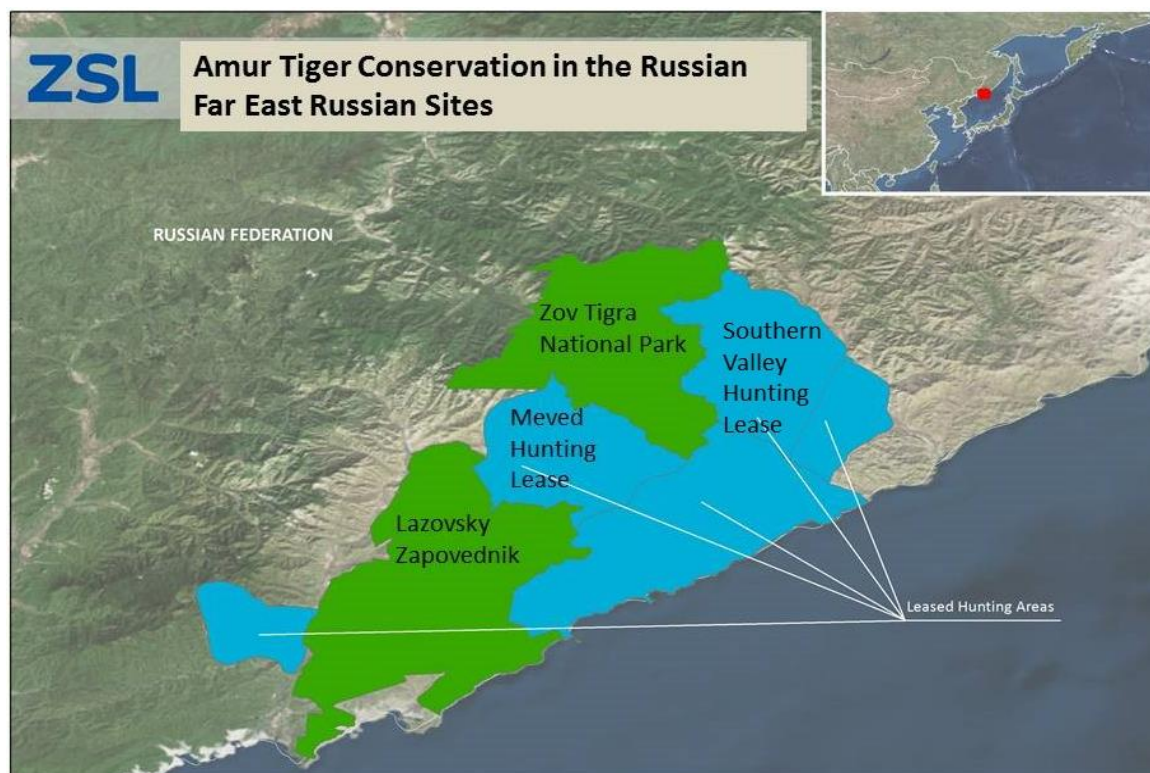 ZSL
Amur Tiger Conservation in the Russian
Far East Russian Sites
RUSSIAN FEDERATION
Zov Tigra
National Park
Southern
Valley
Hunting
Lease
Meved
Hunting
Lease
Lazovsky
Zapovednik
Leased Hunting Areas